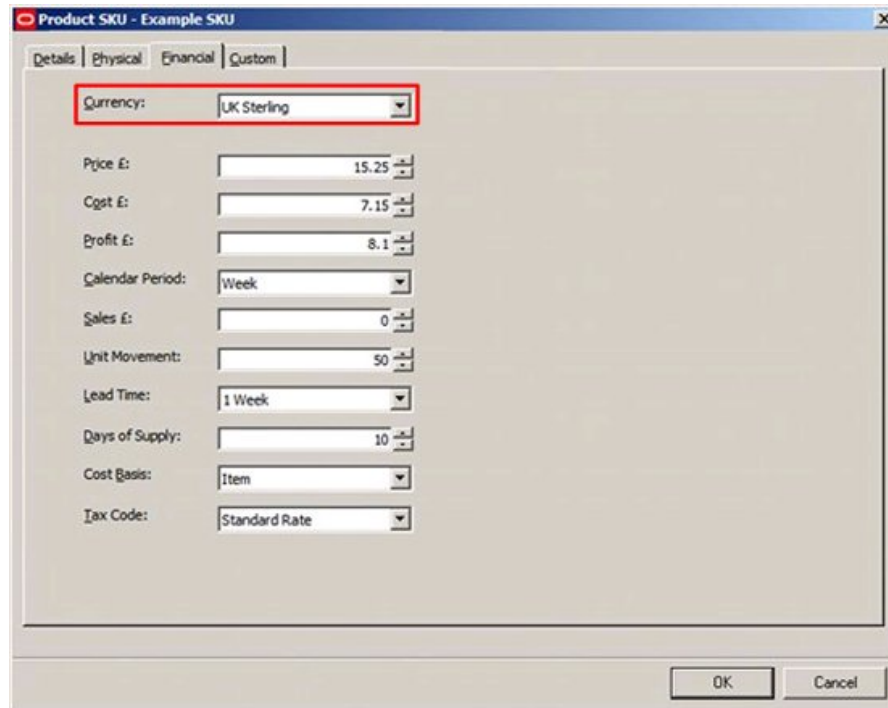 Product SKU - Example SKU
Details Physical Financial Custom
Currency: UK Sterling
Price £: 15.25
Cost £: 7.15
Profit £: 8.1
Calendar Period: Week
Sales £: 0
Unit Movement: 50
Lead Time: 1 Week
Days of Supply: 10
Cost Basis: Item
Tax Code: Standard Rate
OK Cancel